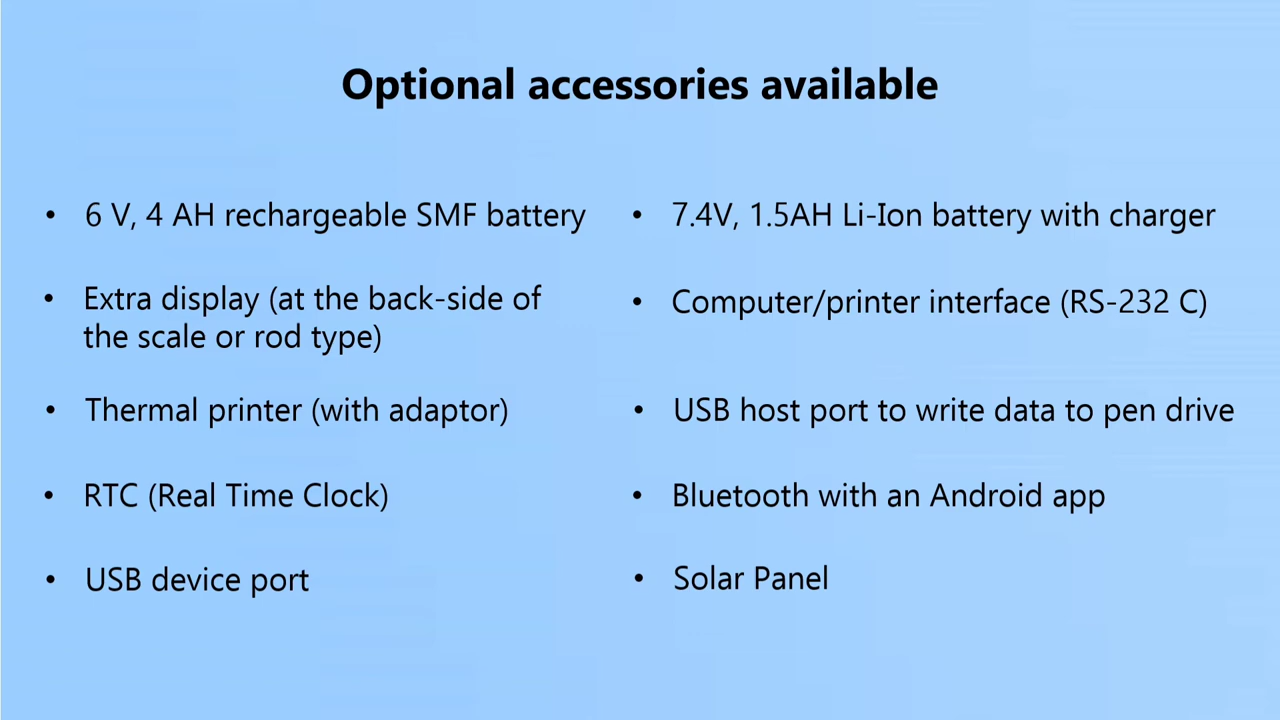 Optional accessories available
• 6 V, 4 AH rechargeable SMF battery
• Extra display (at the back-side of
the scale or rod type)
• Thermal printer (with adaptor)
• RTC (Real Time Clock)
• USB device port
• 7.4V, 1.5AH Li-Ion battery with charger
• Computer/printer interface (RS-232 C)
• USB host port to write data to pen drive
• Bluetooth with an Android app
• Solar Panel